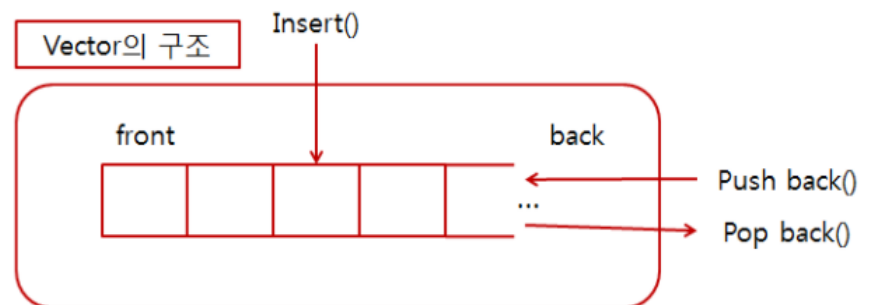 Vector의 구조
Insert()
front
back
Push back()
...
Pop back()